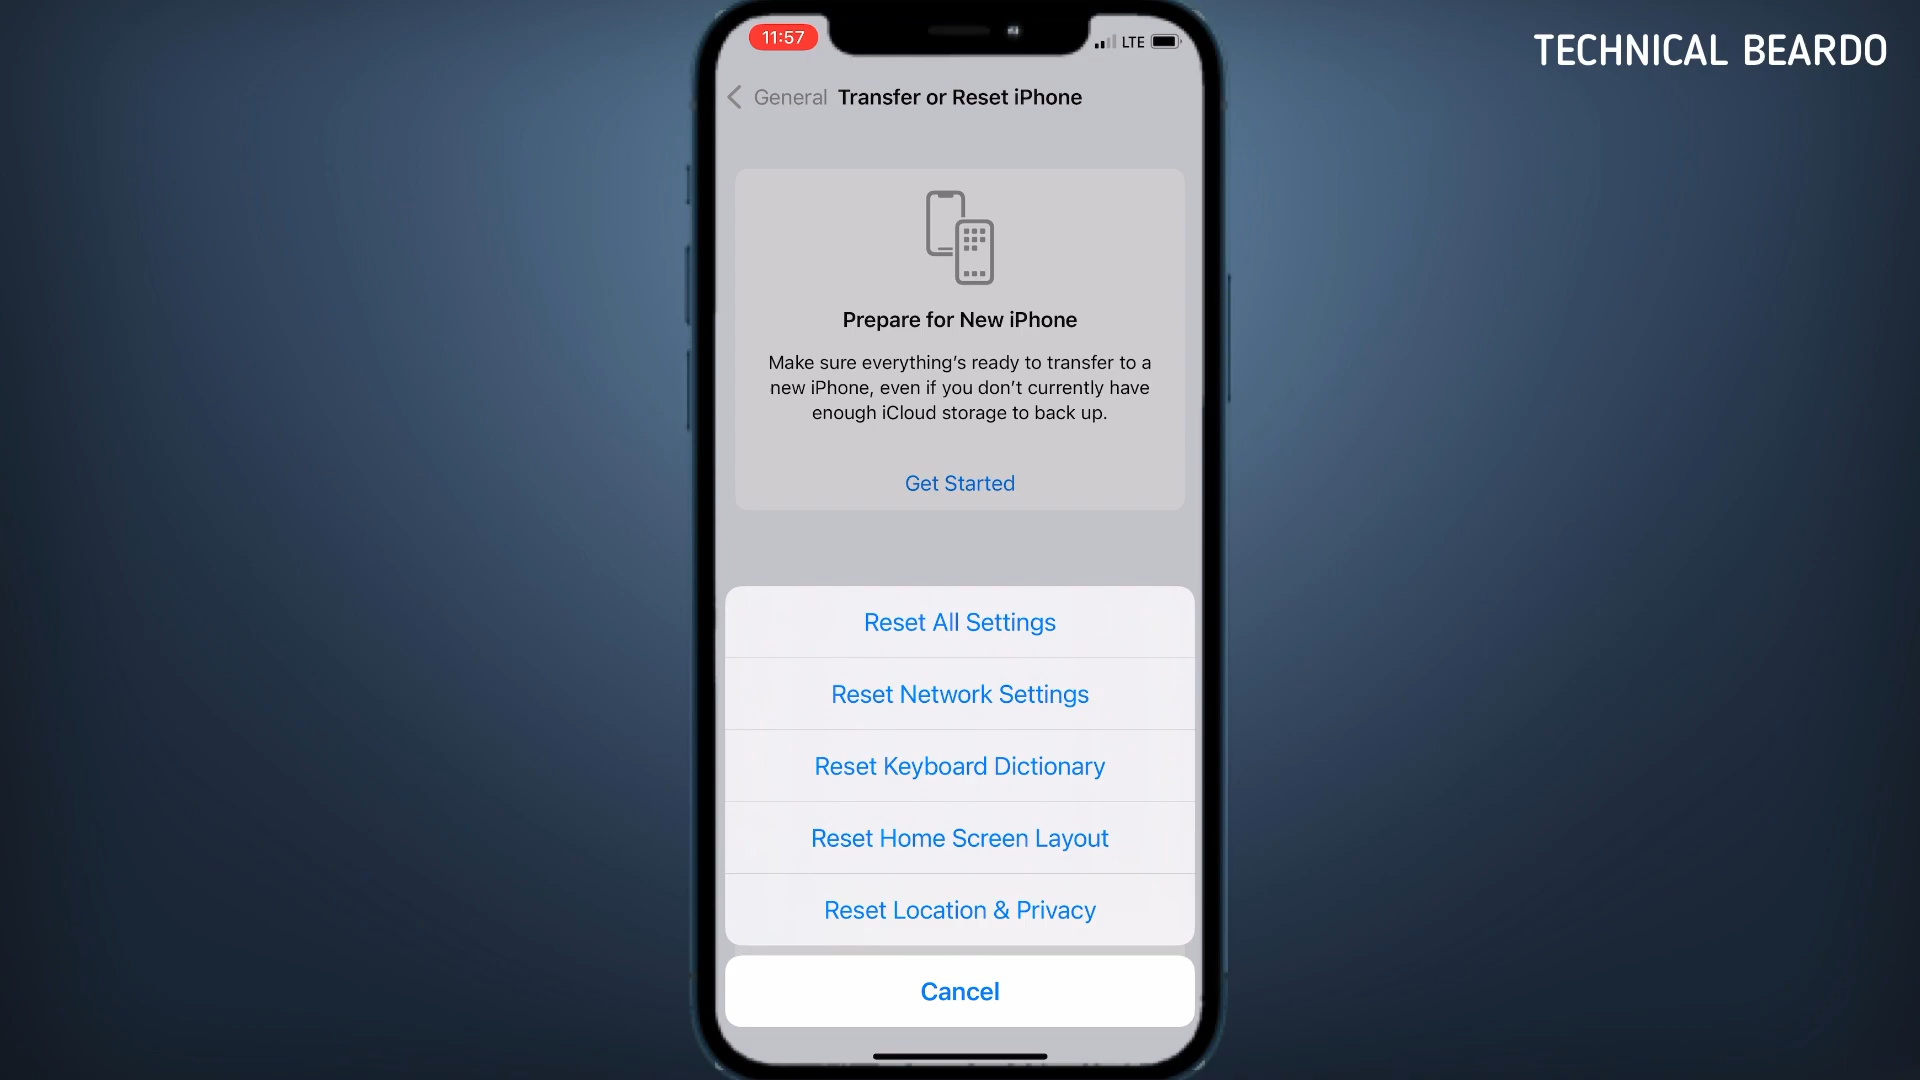 TECHNICAL BEARDO
11:57
LTE
General Transfer or Reset iPhone
Prepare for New iPhone
Make sure everything's ready to transfer to a
new iPhone, even if you don't currently have
enough iCloud storage to back up.
Get Started
Reset All Settings
Reset Network Settings
Reset Keyboard Dictionary
Reset Home Screen Layout
Reset Location & Privacy
Cancel